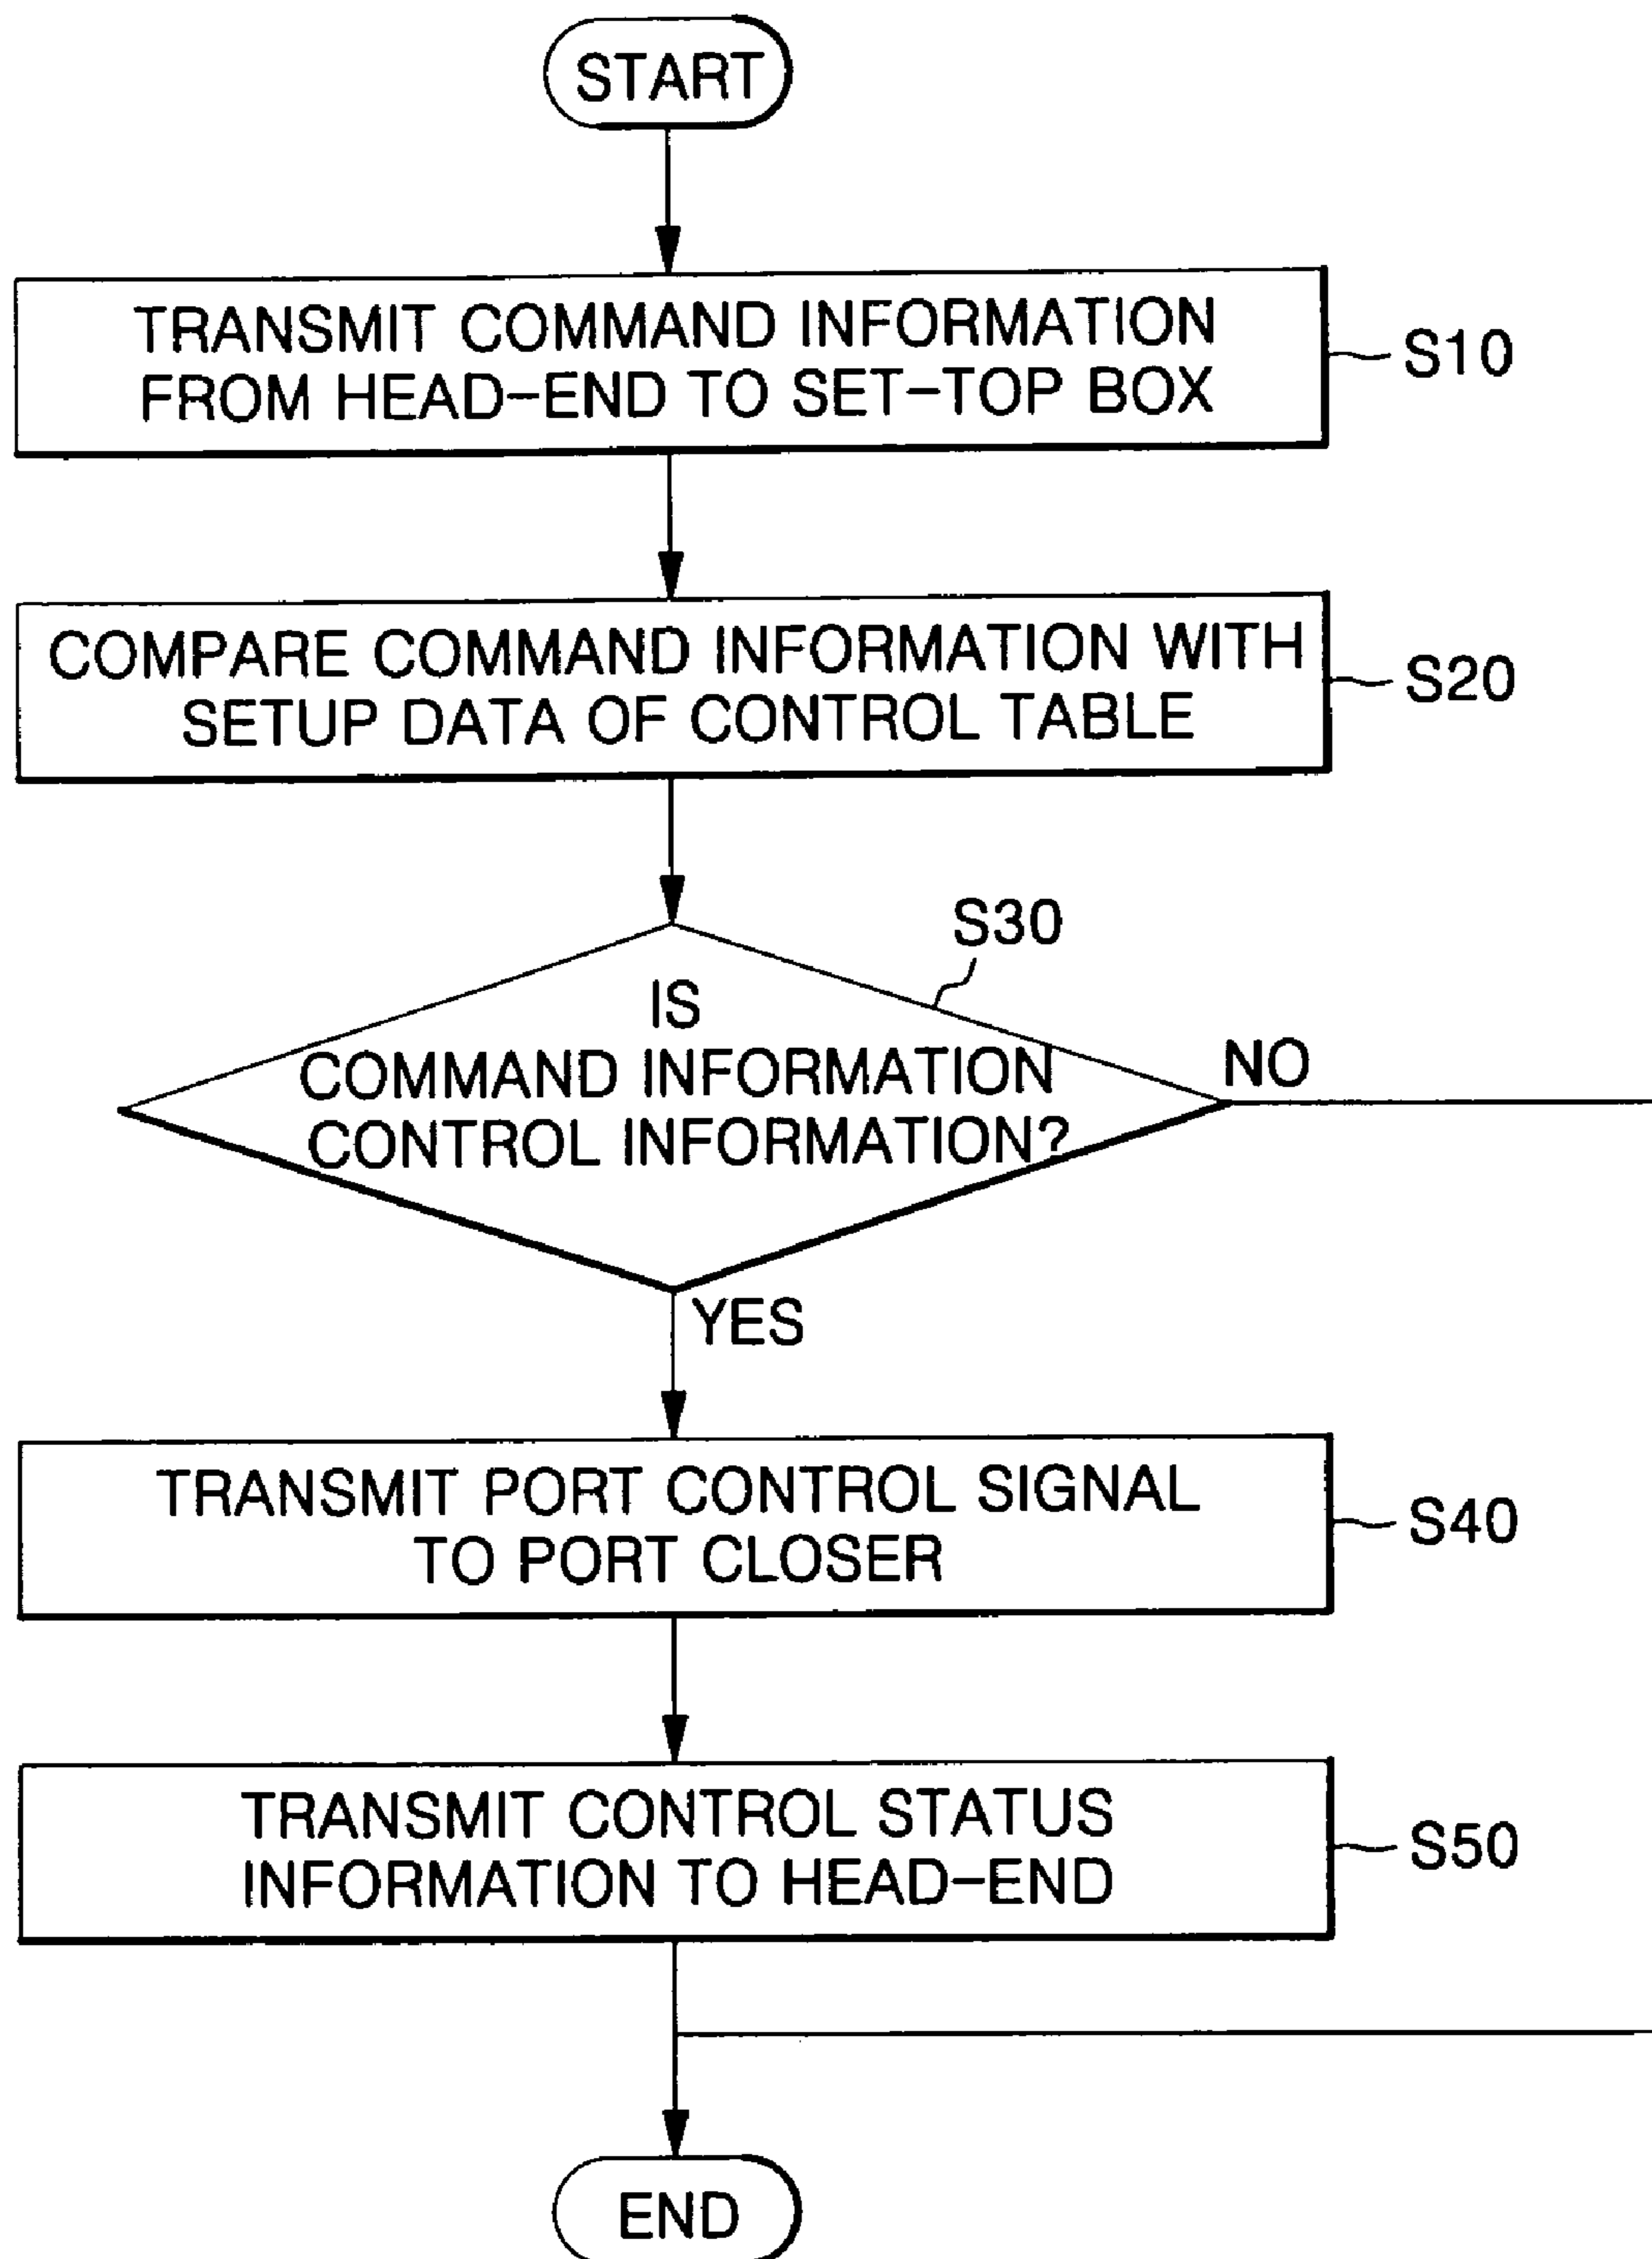 START
TRANSMIT COMMAND INFORMATION
FROM HEAD-END TO SET-TOP BOX
S10
COMPARE COMMAND INFORMATION WITH
SETUP DATA OF CONTROL TABLE
S20
S30
IS
COMMAND INFORMATION
CONTROL INFORMATION?
NO
YES
TRANSMIT PORT CONTROL SIGNAL
TO PORT CLOSER
S40
TRANSMIT CONTROL STATUS
INFORMATION TO HEAD-END
S50
END